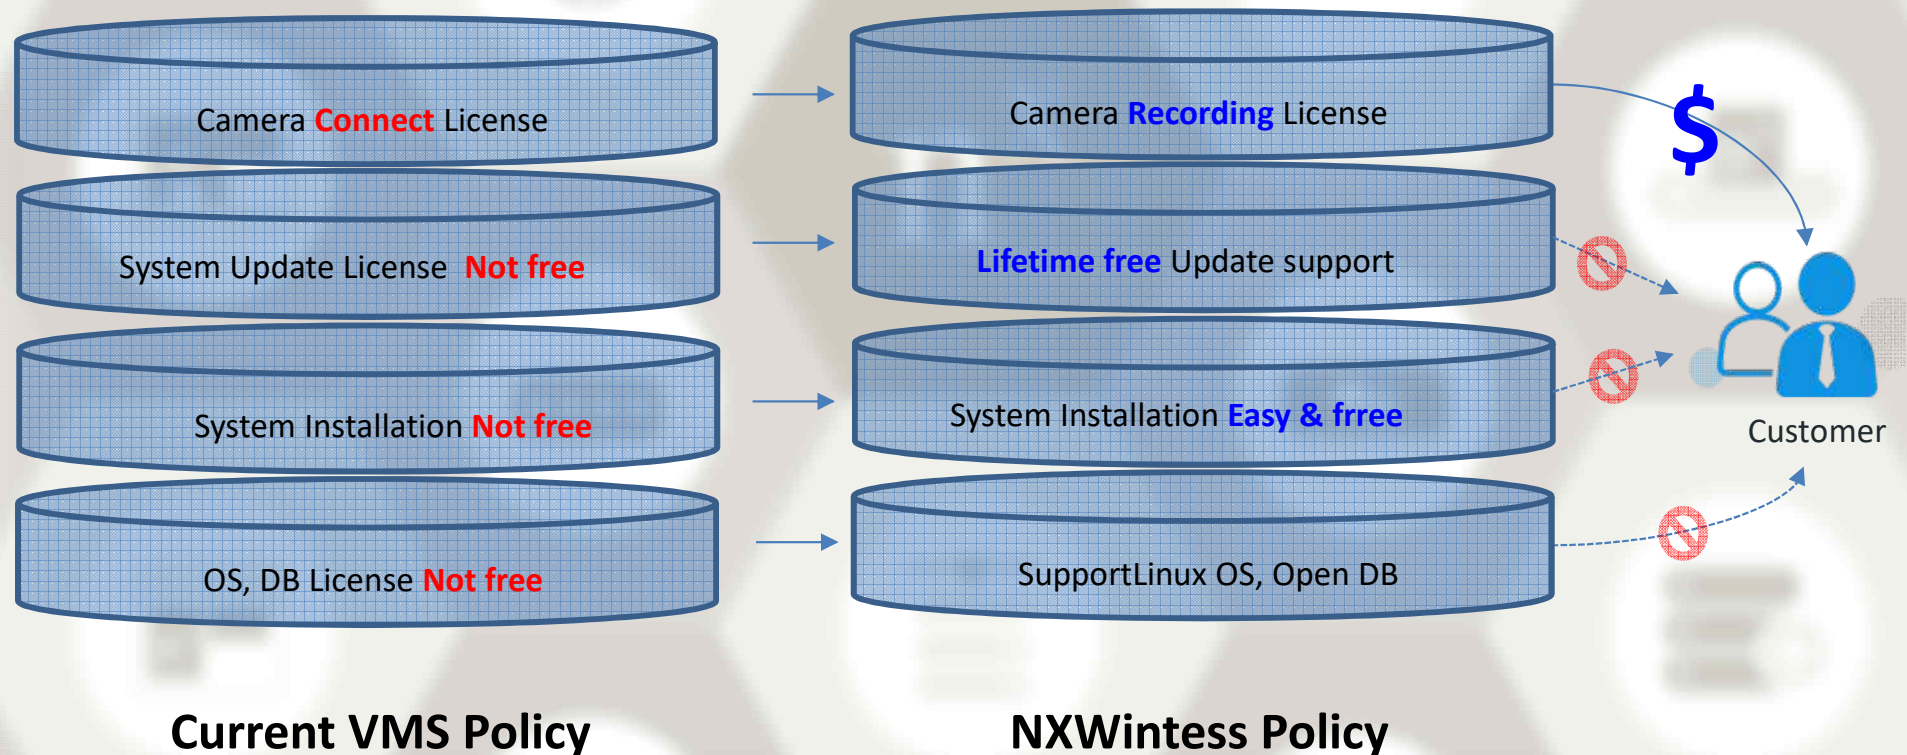 Camera Connect License
System Update License Not free
System Installation Not free
OS, DB License Not free
Current VMS Policy
Camera Recording License
Lifetime free Update support
System Installation Easy & frree
SupportLinux OS, Open DB
NXWintess Policy
$
Customer